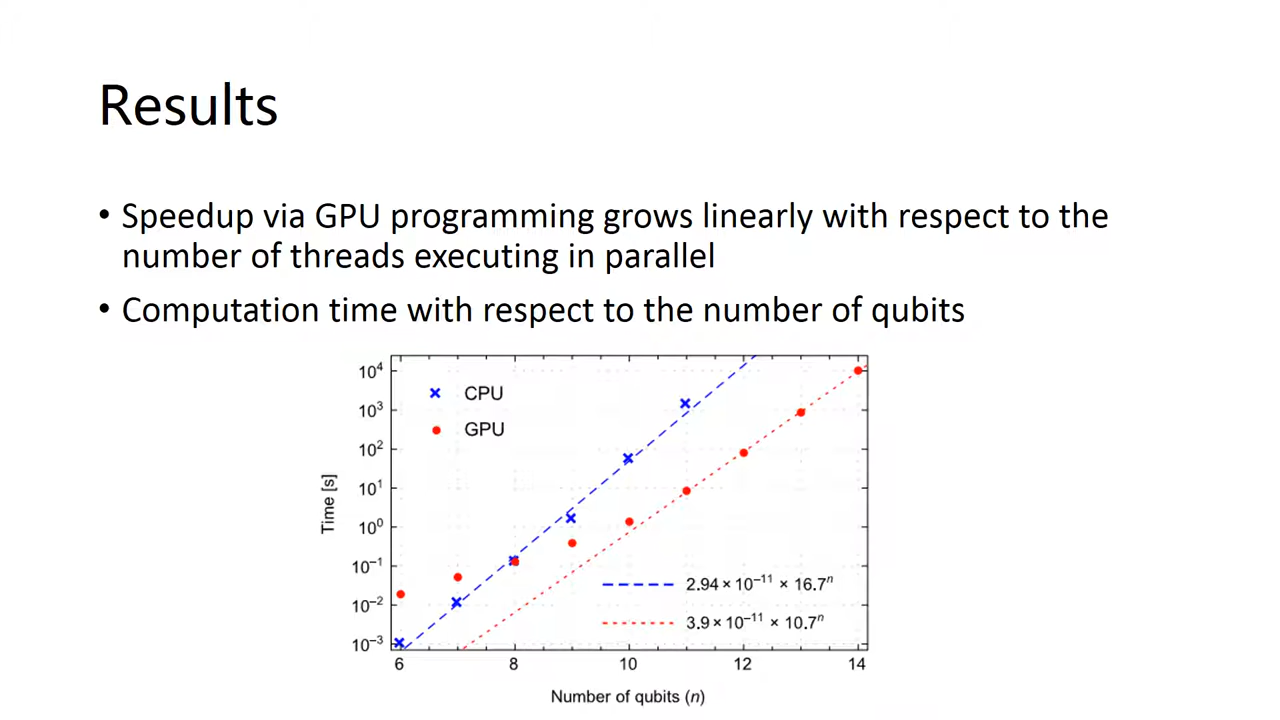 Results
• Speedup via GPU programming grows linearly with respect to the
number of threads executing in parallel
• Computation time with respect to the number of qubits
10⁴
10³
10²
10¹
10⁰
10⁻¹
10⁻²
10⁻³
Time [s]
CPU
GPU
2.94 × 10⁻¹¹ × 16.7ⁿ
3.9 × 10⁻¹¹ × 10.7ⁿ
6 8 10 12 14
Number of qubits (n)